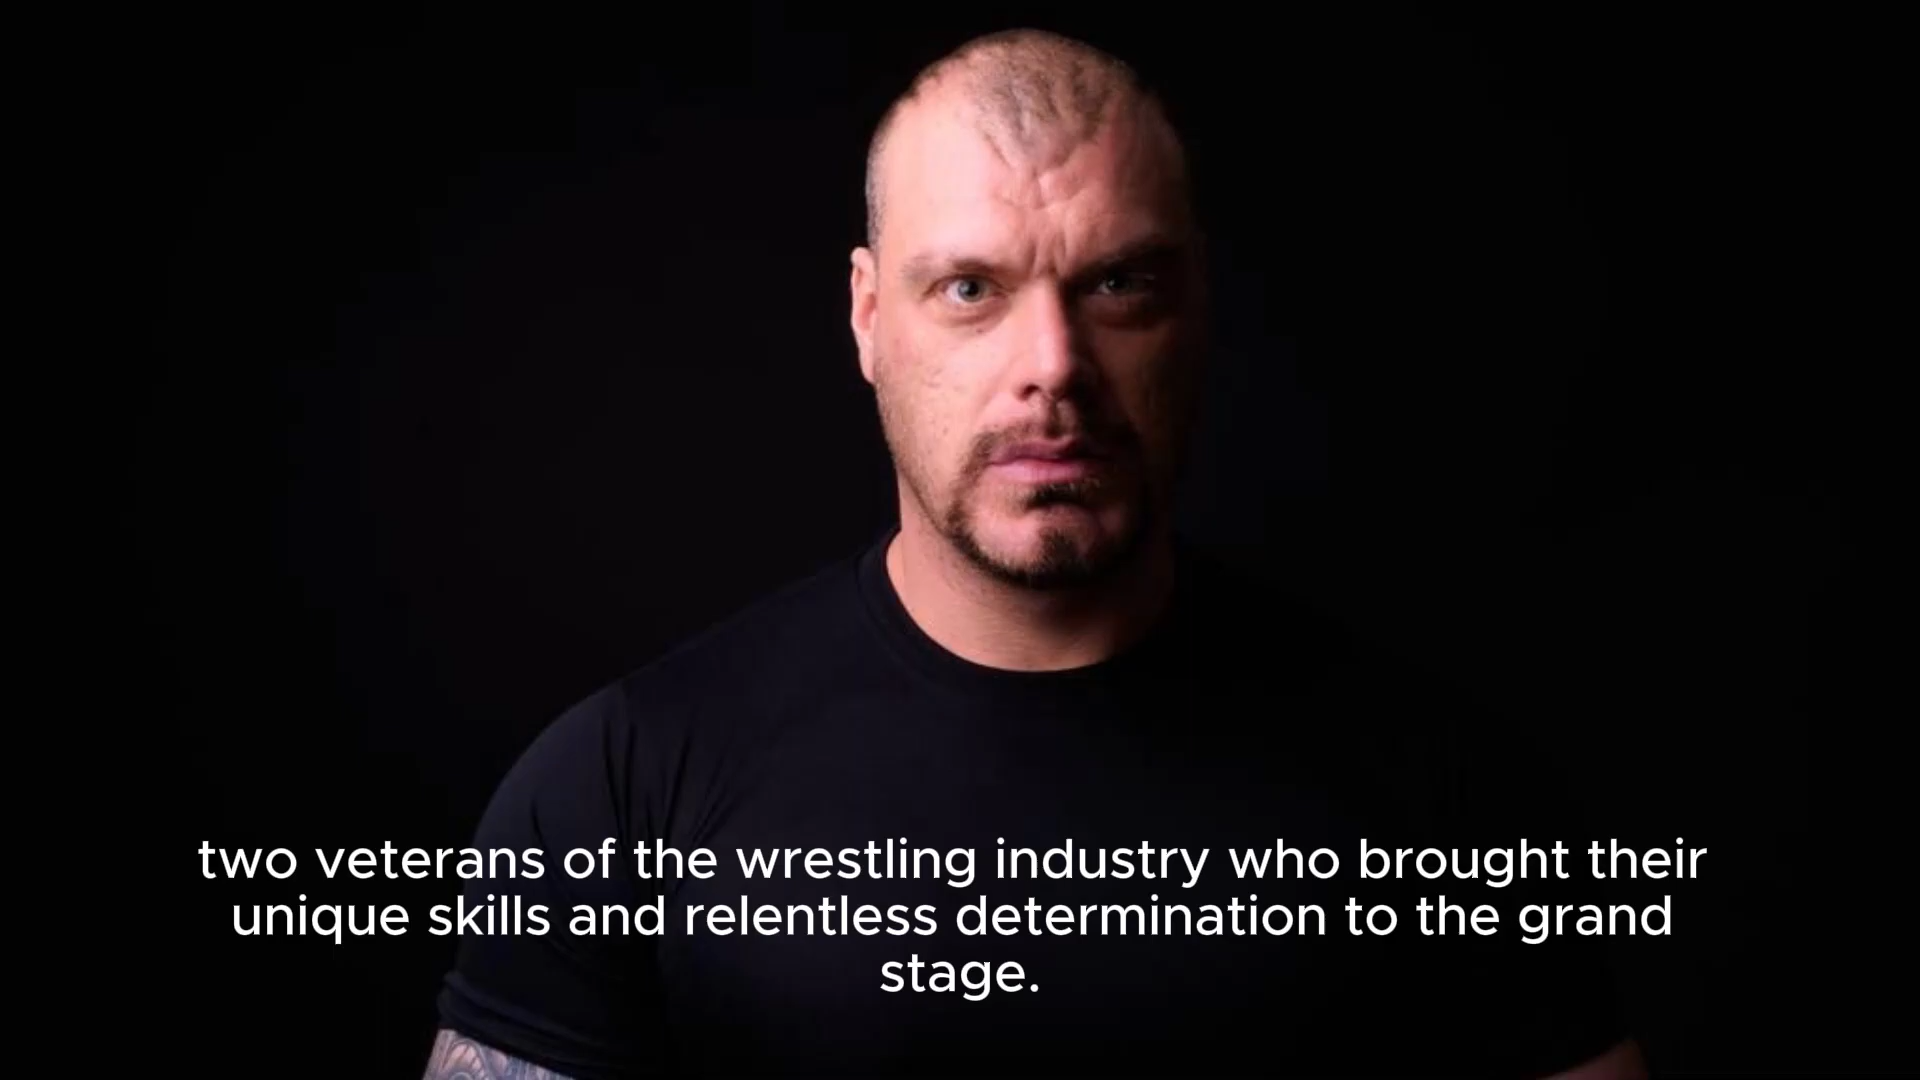 two veterans of the wrestling industry who brought their
unique skills and relentless determination to the grand
stage.